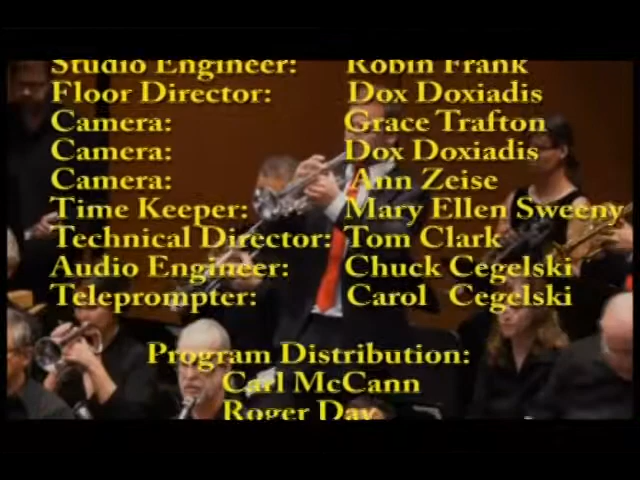 Studio Engineer: Robin Frank
Floor Director: Dox Doxiadis
Camera: Grace Trafton
Camera: Dox Doxiadis
Camera: Ann Zeise
Time Keeper: Mary Ellen Sweeny
Technical Director: Tom Clark
Audio Engineer: Chuck Cegelski
Teleprompter: Carol Cegelski
Program Distribution:
Carl McCann
Roger Day